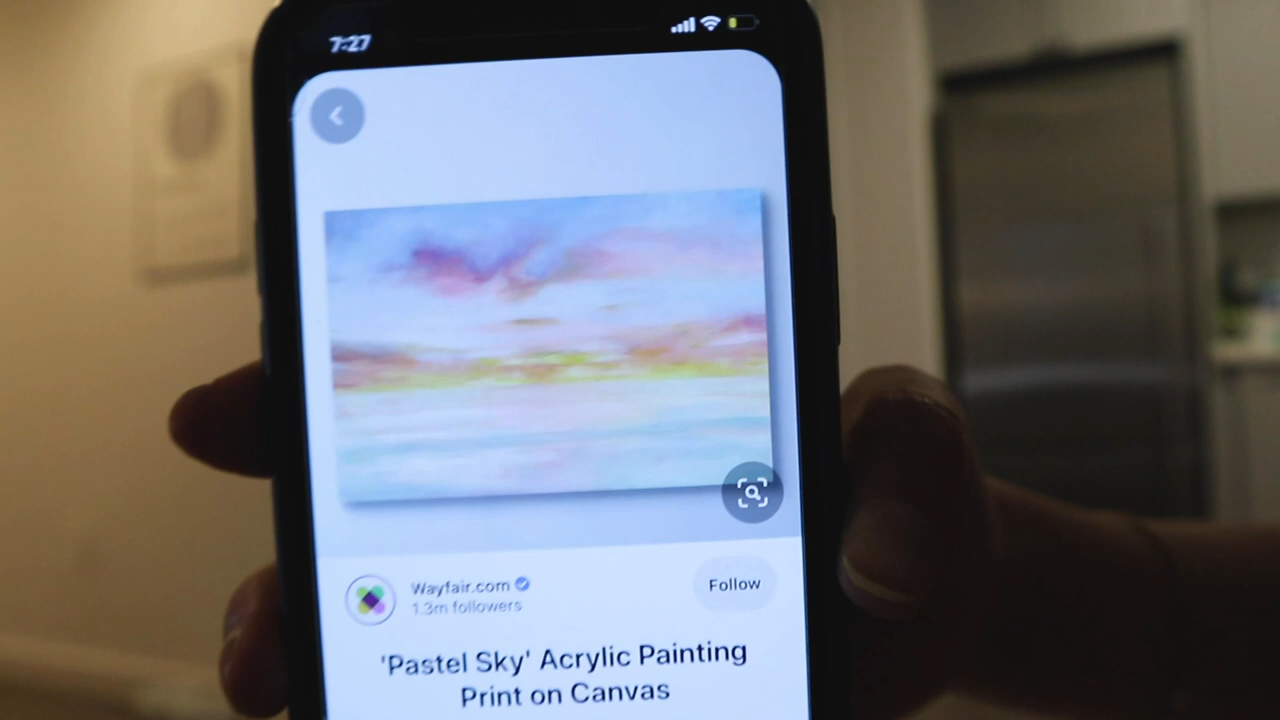 7:27
Wayfair.com
1.3m followers
Follow
'Pastel Sky' Acrylic Painting
Print on Canvas